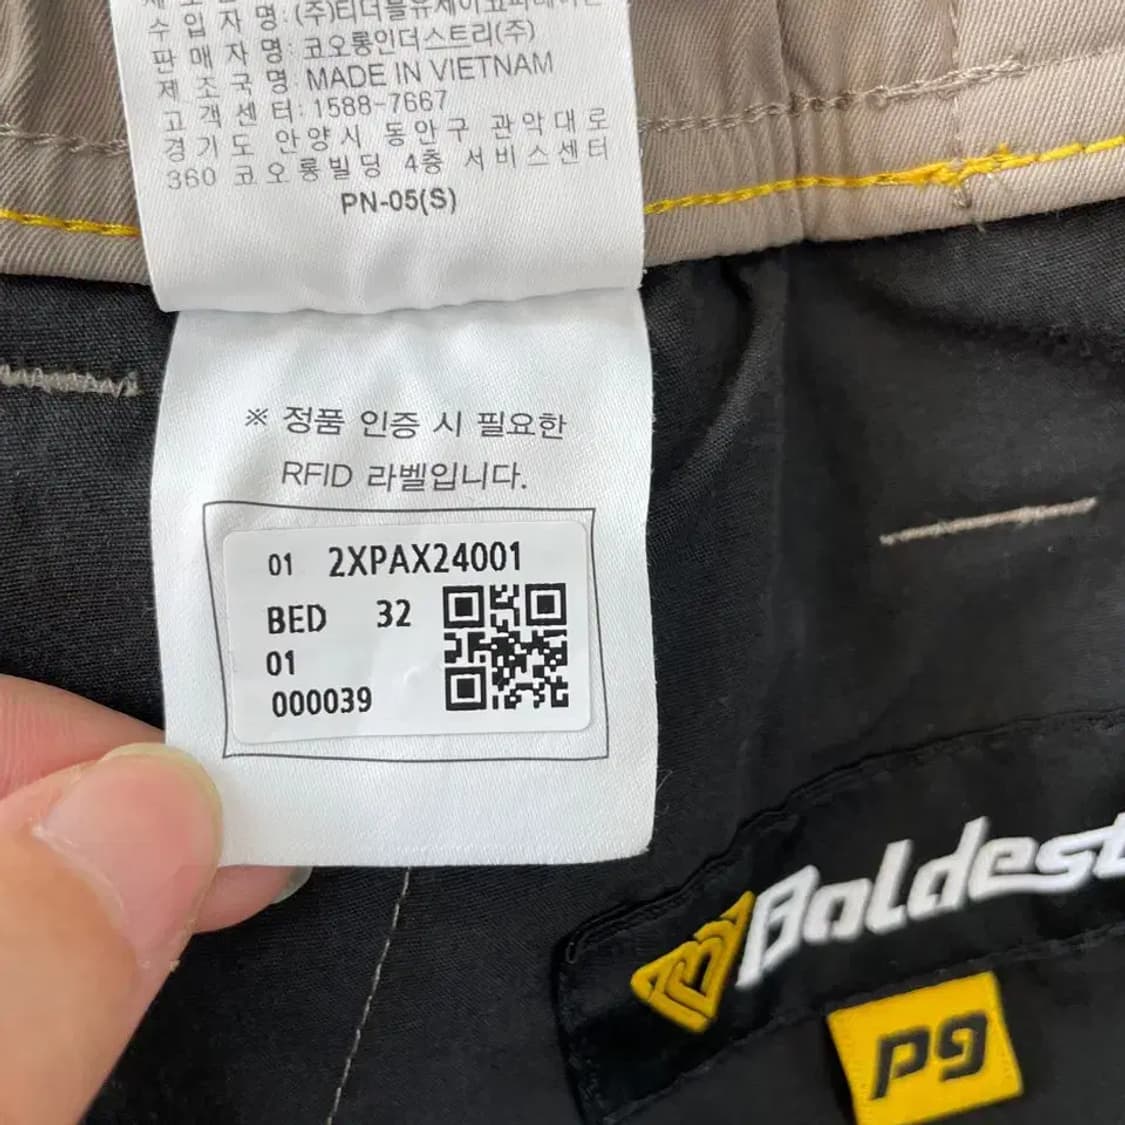 수 입 자 명:(주)티더블유제이코퍼레이션
판 매 자 명:코오롱인더스트리(주)
제 조 국 명:MADE IN VIETNAM
고 객 센 터:1588-7667
경기도 안양시 동안구 관악대로
360 코오롱빌딩 4층 서비스센터
PN-05(S)
※ 정품 인증 시 필요한
RFID 라벨입니다.
01 2XPAX24001
BED 32
01
000039
Boldest
P9